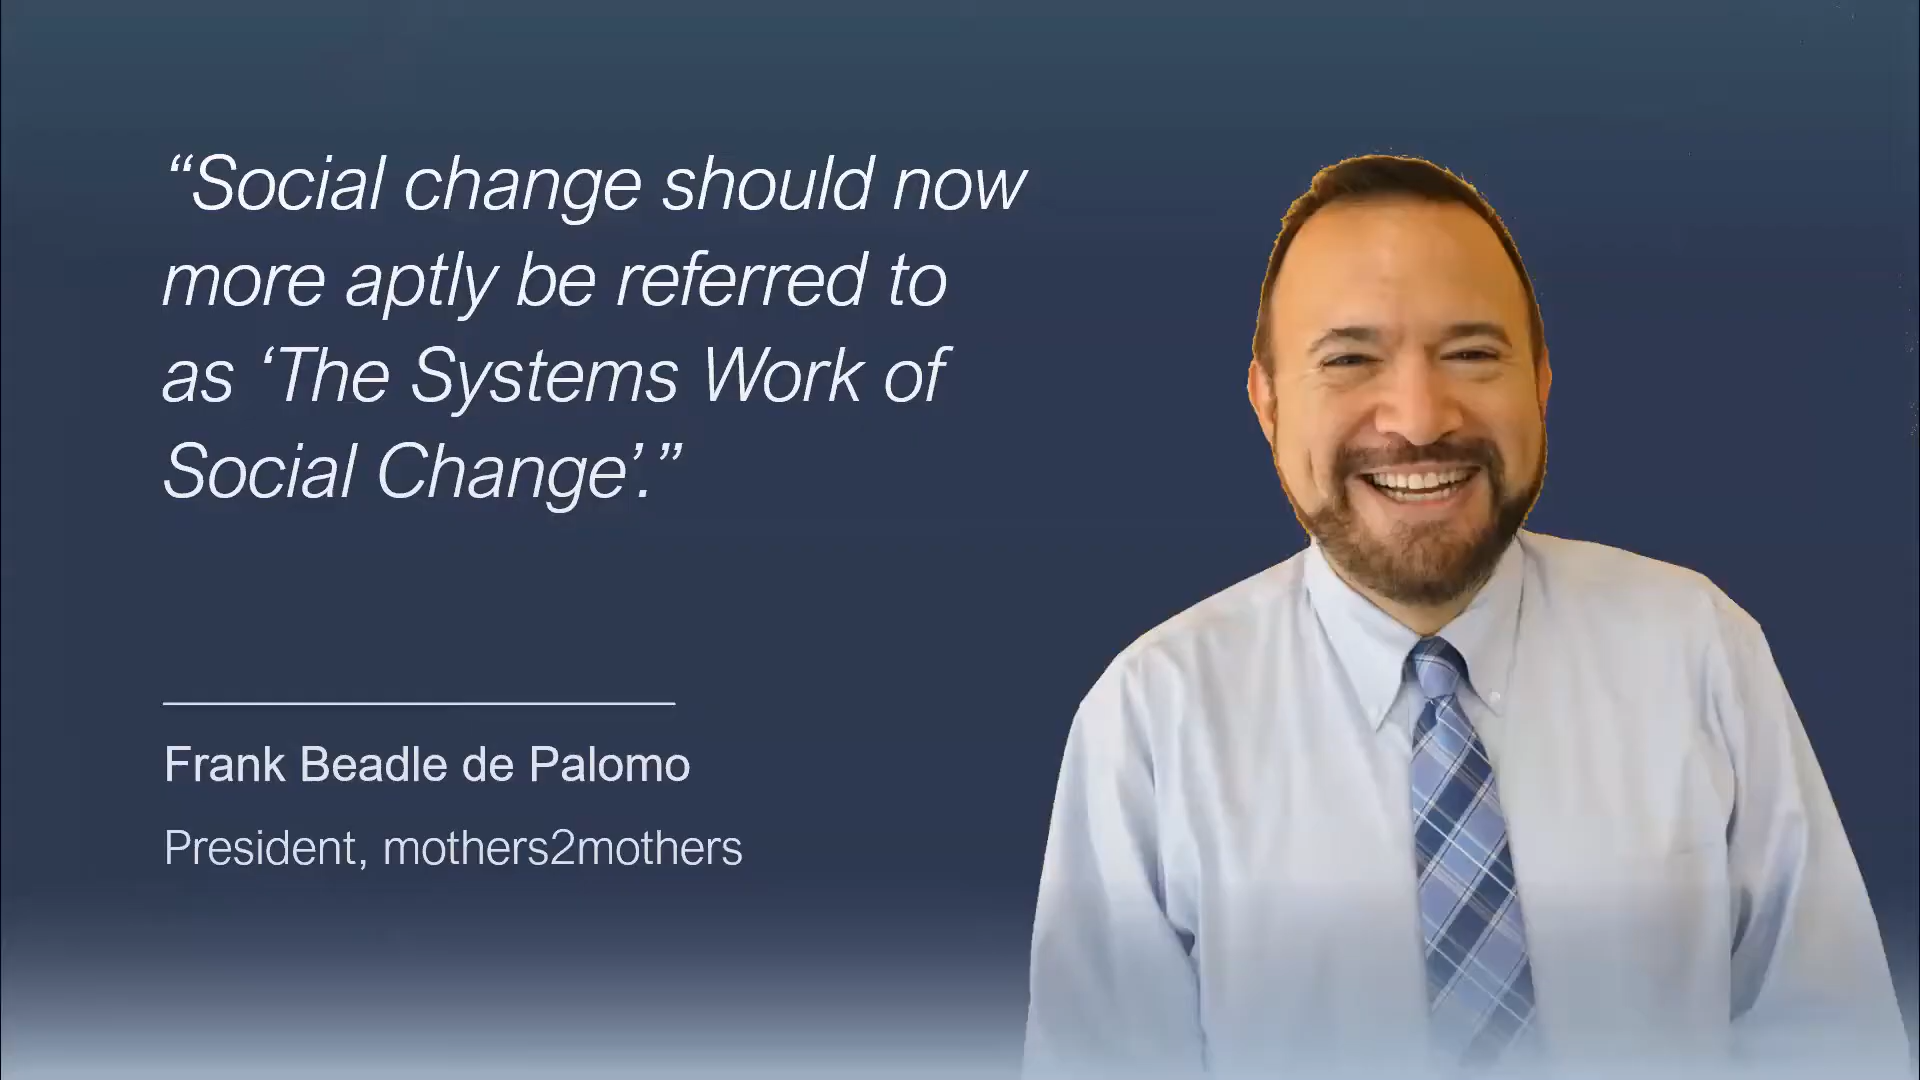 “Social change should now
more aptly be referred to
as ‘The Systems Work of
Social Change’.”
Frank Beadle de Palomo
President, mothers2mothers